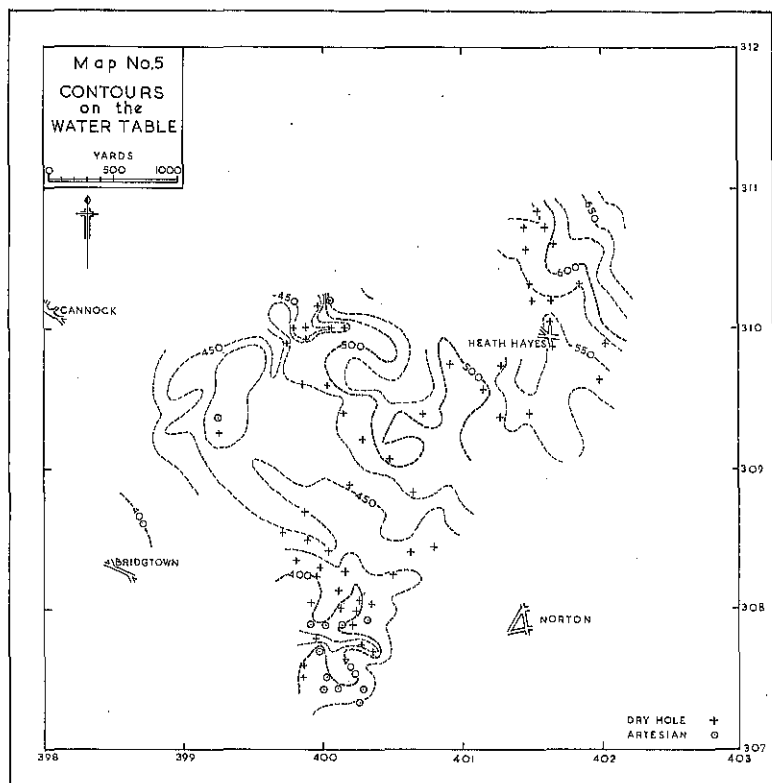 Map No.5
CONTOURS
on the
WATER TABLE
YARDS
0 500 1000
312
311
310
309
308
307
398
399
400
401
402
403
CANNOCK
HEATH HAYES
BRIDGTOWN
NORTON
650
600
550
500
450
450
500
450
450
400
400
DRY HOLE +
ARTESIAN ⊙